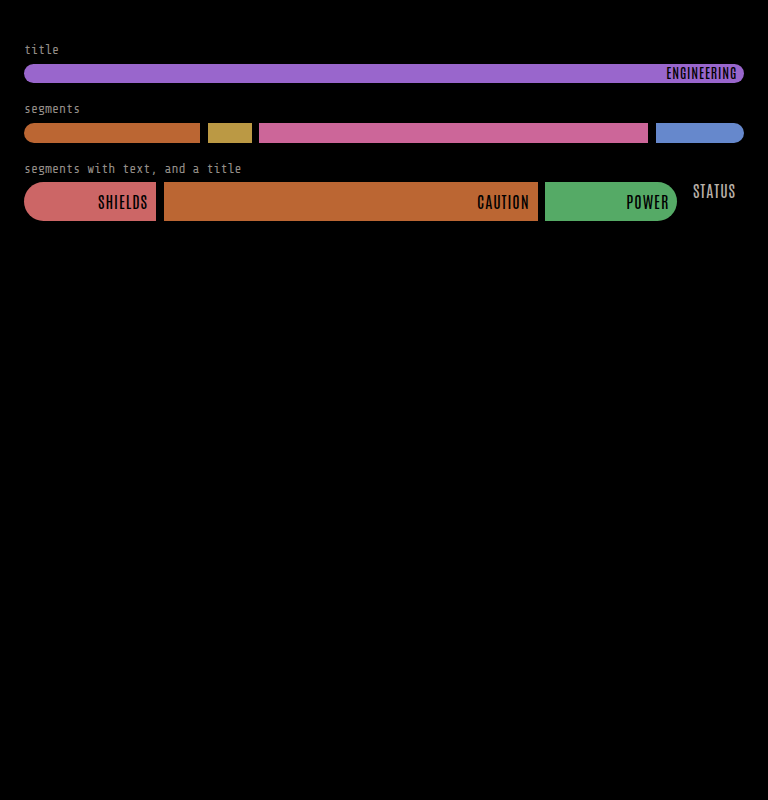 title
ENGINEERING
segments
segments with text, and a title
SHIELDS CAUTION POWER STATUS